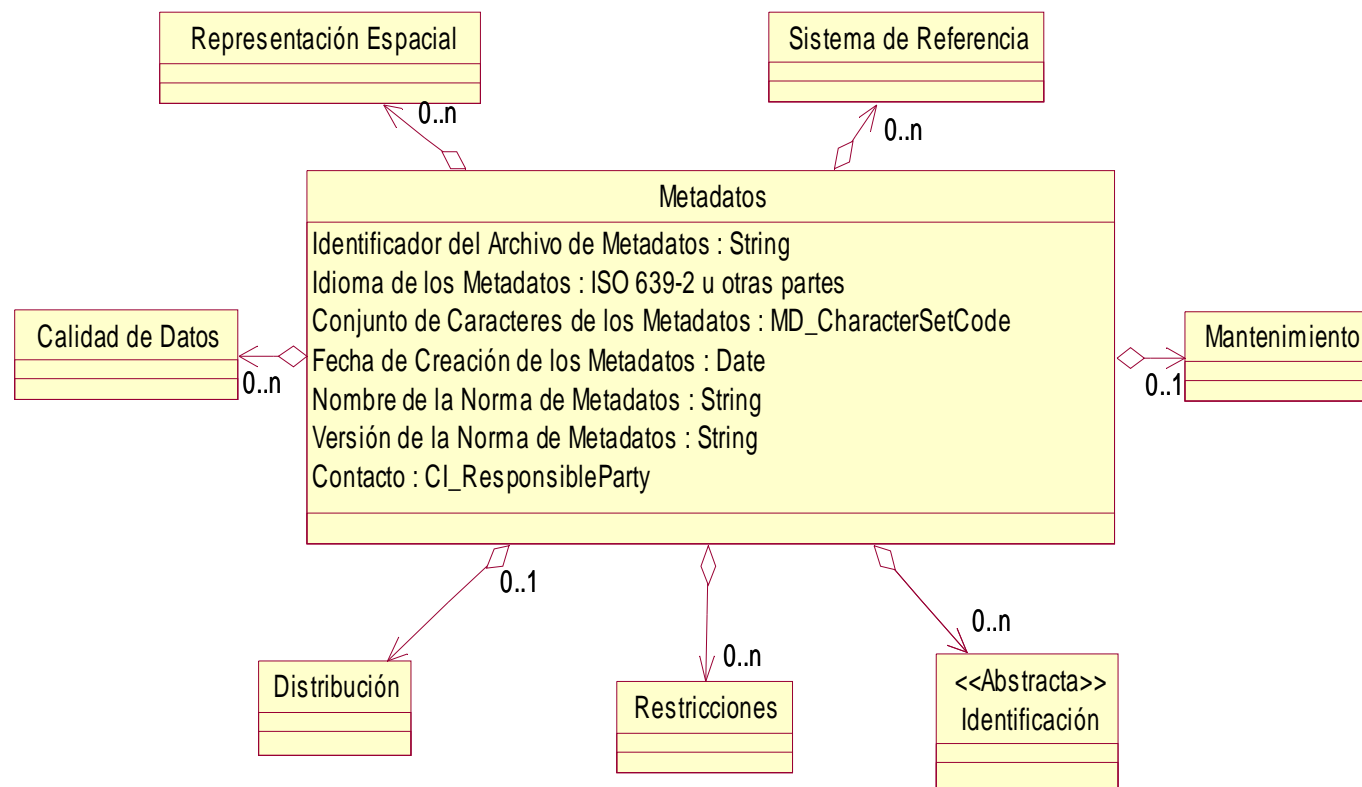 Representación Espacial
Sistema de Referencia
0..n
0..n
Metadatos
Identificador del Archivo de Metadatos : String
Idioma de los Metadatos : ISO 639-2 u otras partes
Conjunto de Caracteres de los Metadatos : MD_CharacterSetCode
Fecha de Creación de los Metadatos : Date
Nombre de la Norma de Metadatos : String
Versión de la Norma de Metadatos : String
Contacto : CI_ResponsibleParty
Calidad de Datos
0..n
Mantenimiento
0..1
0..1
0..n
0..n
Distribución
Restricciones
<<Abstracta>>
Identificación